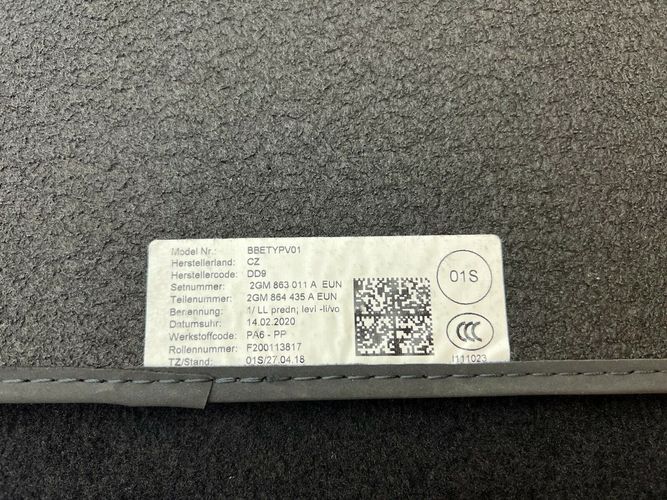 Model Nr.: BBETYPV01
Herstellerland: CZ
Herstellercode: DD9
Setnummer: 2GM 863 011 A EUN
Teilenummer: 2GM 864 435 A EUN
Benennung: 1/ LL predn; levi -li/vo
Datumsuhr: 14.02.2020
Werkstoffcode: PA6 - PP
Rollennummer: F200113817
TZ/Stand: 01S/27.04.18
01S
CCC
I111023